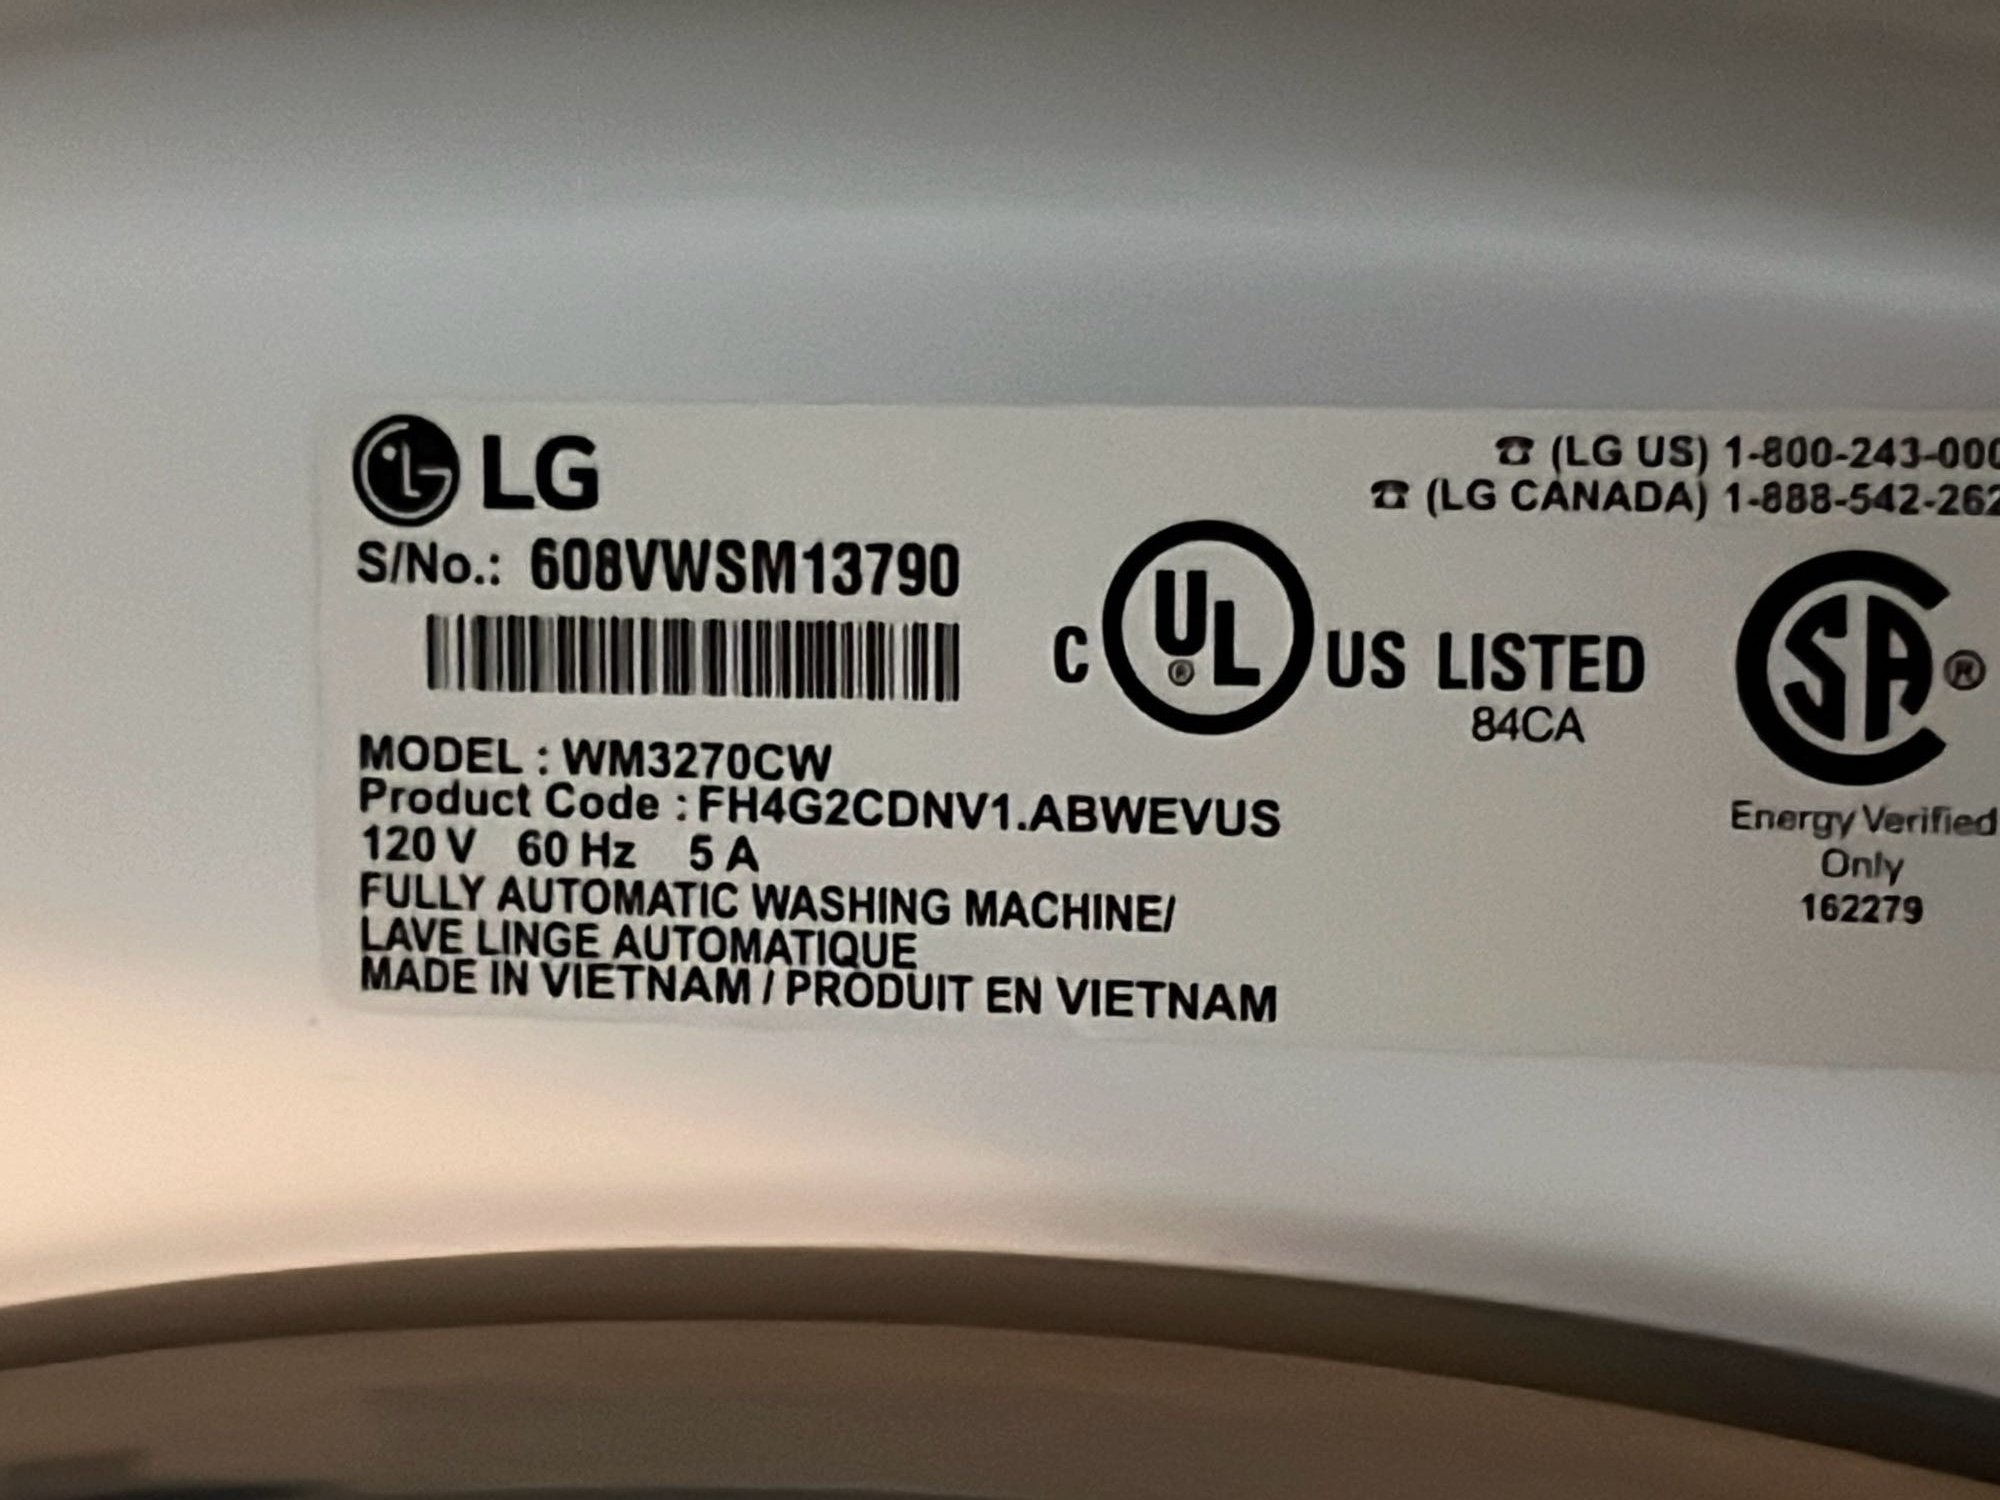 LG
S/No.: 608VWSM13790
☎ (LG US) 1-800-243-000
☎ (LG CANADA) 1-888-542-262
C UL ® US LISTED
84CA
SA ®
Energy Verified
Only
162279
MODEL : WM3270CW
Product Code : FH4G2CDNV1.ABWEVUS
120 V 60 Hz 5 A
FULLY AUTOMATIC WASHING MACHINE/
LAVE LINGE AUTOMATIQUE
MADE IN VIETNAM / PRODUIT EN VIETNAM